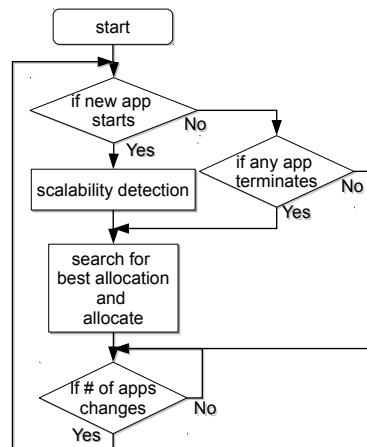 start
if new app
starts
No
Yes
if any app
terminates
No
Yes
scalability detection
search for
best allocation
and
allocate
If # of apps
changes
No
Yes